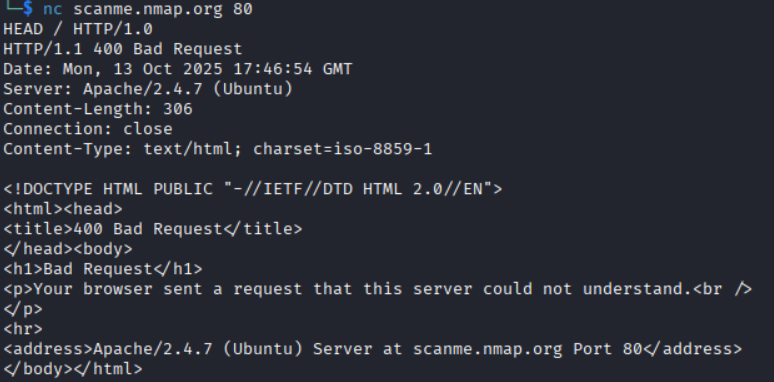 └─$ nc scanme.nmap.org 80
HEAD / HTTP/1.0
HTTP/1.1 400 Bad Request
Date: Mon, 13 Oct 2025 17:46:54 GMT
Server: Apache/2.4.7 (Ubuntu)
Content-Length: 306
Connection: close
Content-Type: text/html; charset=iso-8859-1

<!DOCTYPE HTML PUBLIC "-//IETF//DTD HTML 2.0//EN">
<html><head>
<title>400 Bad Request</title>
</head><body>
<h1>Bad Request</h1>
<p>Your browser sent a request that this server could not understand.<br />
</p>
<hr>
<address>Apache/2.4.7 (Ubuntu) Server at scanme.nmap.org Port 80</address>
</body></html>